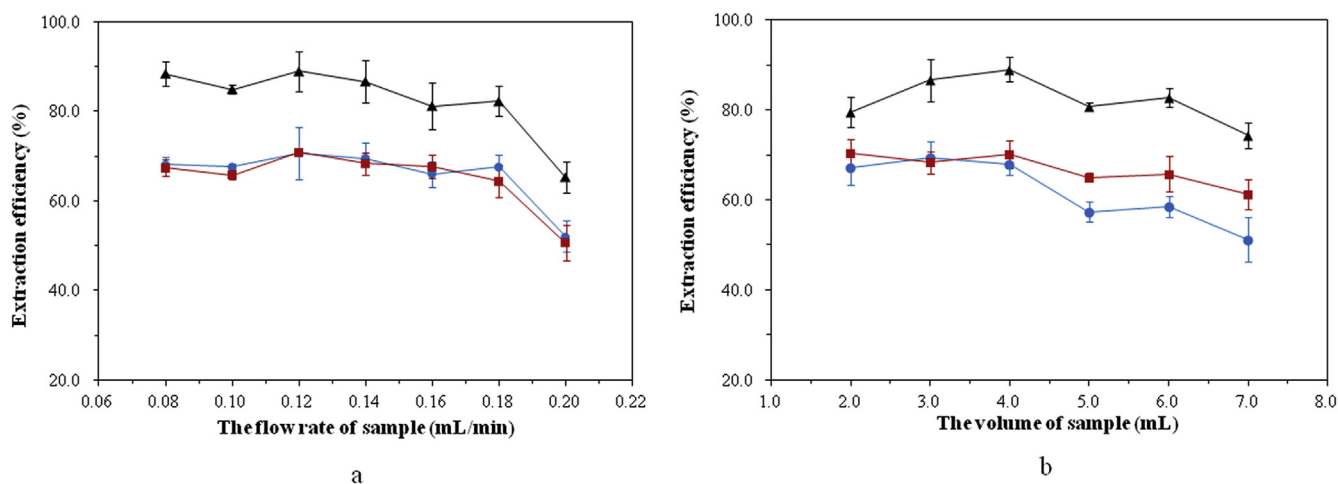 100.0
80.0
60.0
40.0
20.0
Extraction efficiency (%)
0.06 0.08 0.10 0.12 0.14 0.16 0.18 0.20 0.22
The flow rate of sample (mL/min)
a
100.0
80.0
60.0
40.0
20.0
Extraction efficiency (%)
1.0 2.0 3.0 4.0 5.0 6.0 7.0 8.0
The volume of sample (mL)
b